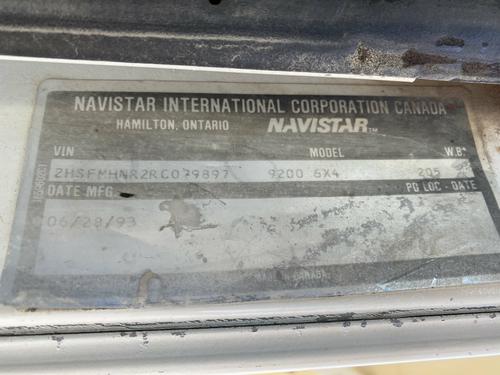 NAVISTAR INTERNATIONAL CORPORATION CANADA
HAMILTON, ONTARIO NAVISTAR TM
VIN MODEL W.B.
2HSFMHNR2RC079897 9200 6X4 205
DATE MFG PG LOC - DATE
06/28/93
MADE IN CANADA